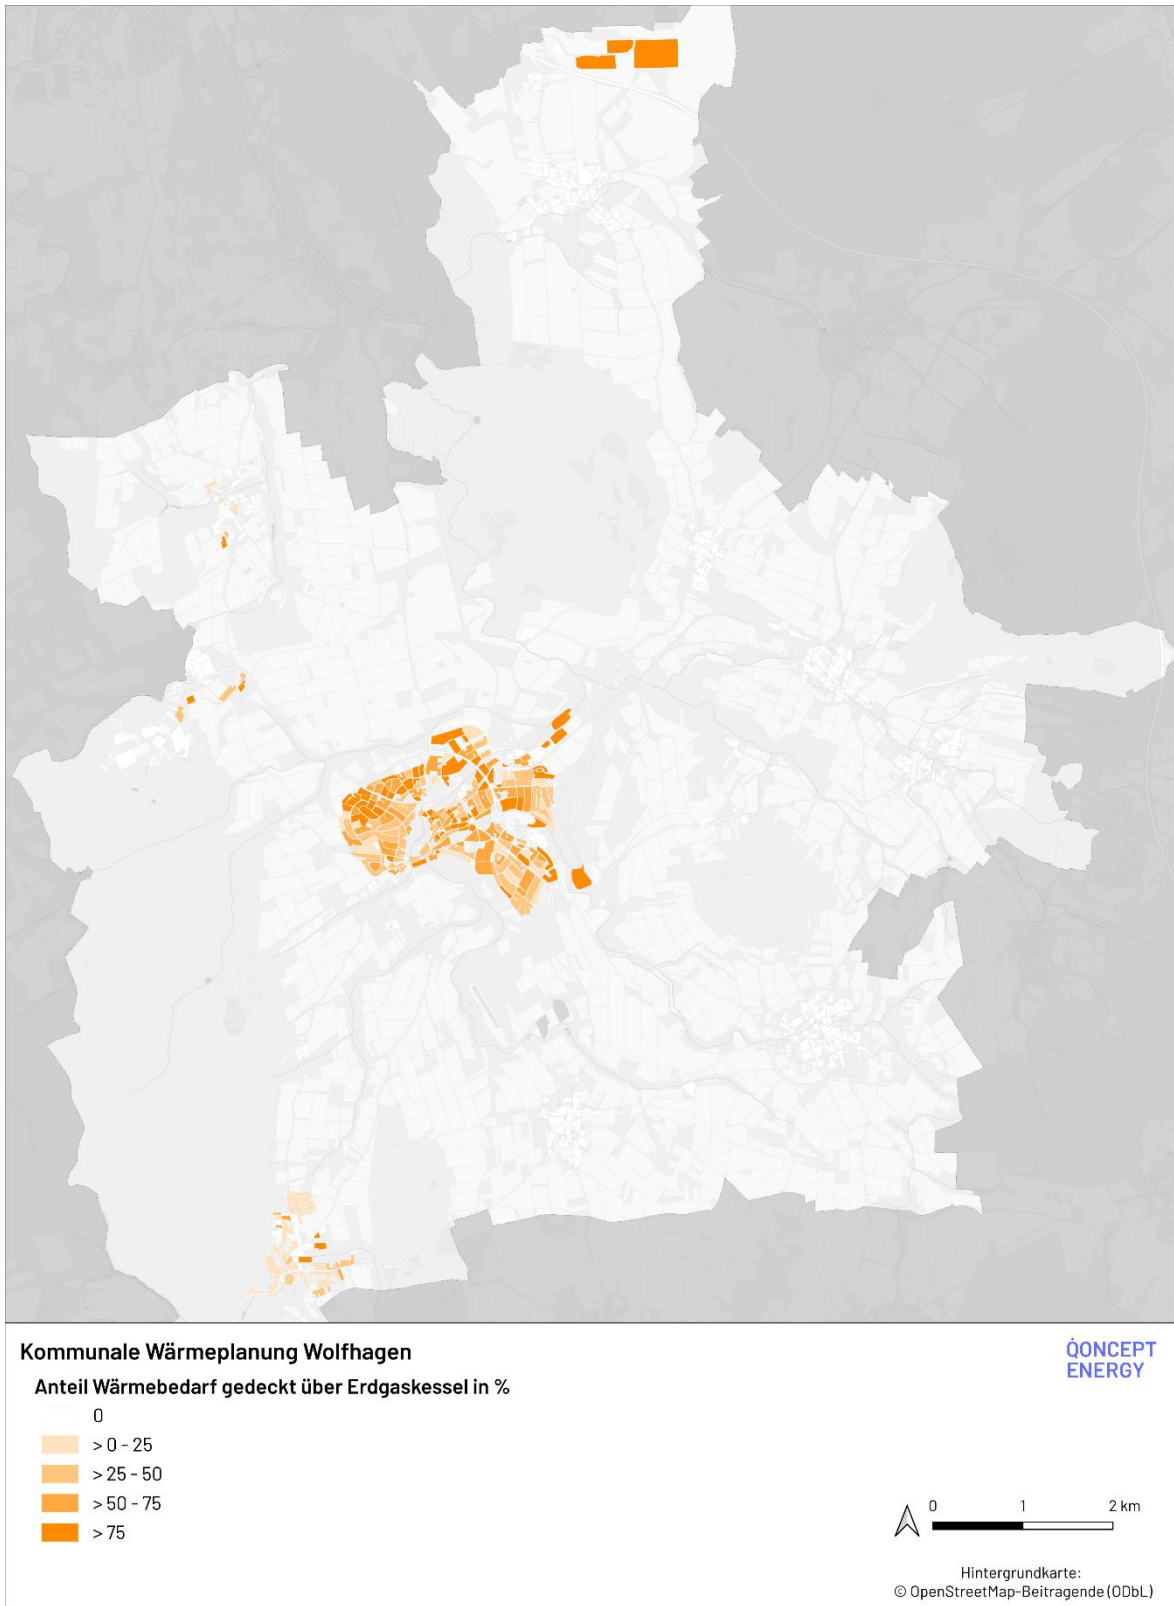 Kommunale Wärmeplanung Wolfhagen
Anteil Wärmebedarf gedeckt über Erdgaskessel in %
0
> 0 - 25
> 25 - 50
> 50 - 75
> 75
QONCEPT
ENERGY
0 1 2 km
Hintergrundkarte:
© OpenStreetMap-Beitragende (ODbL)